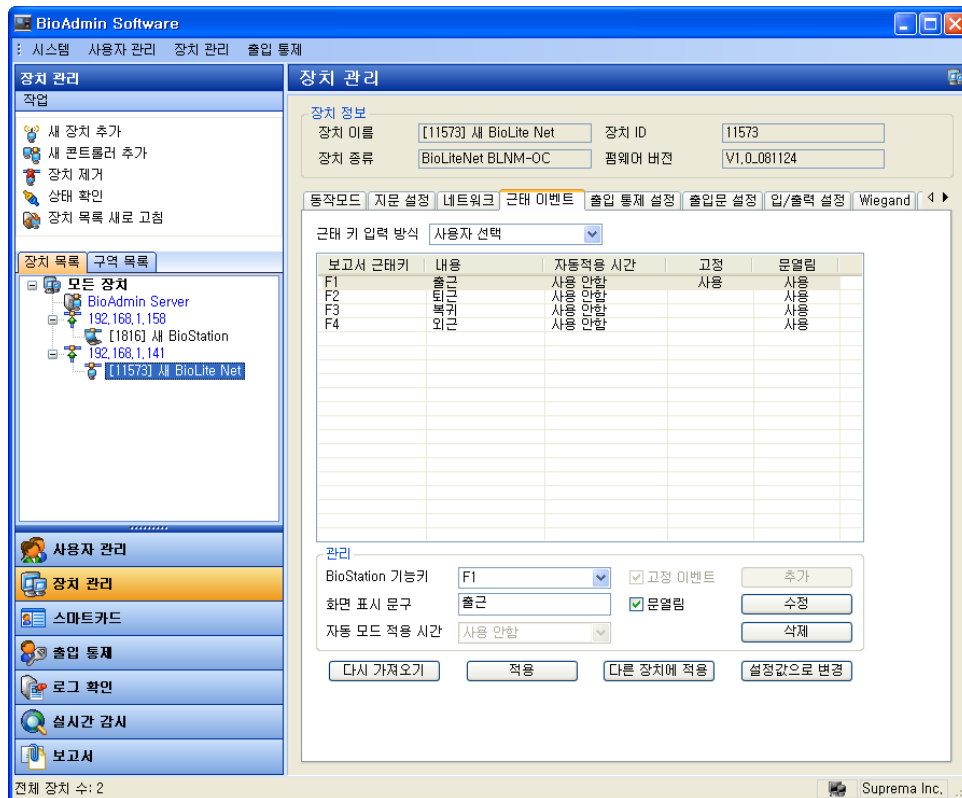 BioAdmin Software
시스템 사용자 관리 장치 관리 출입 통제
장치 관리
작업
새 장치 추가
새 콘트롤러 추가
장치 제거
상태 확인
장치 목록 새로 고침
장치 목록 구역 목록
모든 장치
BioAdmin Server
192,168,1,158
[1816] 새 BioStation
192,168,1,141
[11573] 새 BioLite Net
사용자 관리
장치 관리
스마트카드
출입 통제
로그 확인
실시간 감시
보고서
장치 관리
장치 정보
장치 이름 [11573] 새 BioLite Net 장치 ID 11573
장치 종류 BioLiteNet BLNM-OC 펌웨어 버젼 V1,0_081124
동작모드 지문 설정 네트워크 근태 이벤트 출입 통제 설정 출입문 설정 입/출력 설정 Wiegand
근태 키 입력 방식 사용자 선택
보고서 근태키 내용 자동적용 시간 고정 문열림
F1 출근 사용 안함 사용 사용
F2 퇴근 사용 안함 사용
F3 복귀 사용 안함 사용
F4 외근 사용 안함 사용
관리
BioStation 기능키 F1 고정 이벤트 추가
화면 표시 문구 출근 문열림 수정
자동 모드 적용 시간 사용 안함 삭제
다시 가져오기 적용 다른 장치에 적용 설정값으로 변경
전체 장치 수: 2 Suprema Inc,